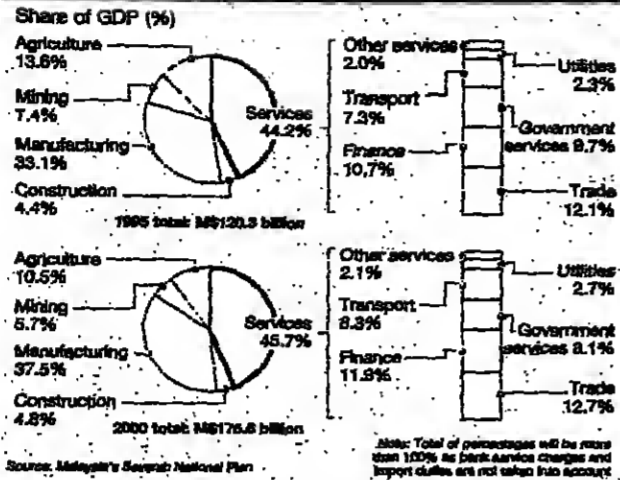 Share of GDP (%)
Agriculture
13.6%
Mining
7.4%
Manufacturing
33.1%
Construction
4.4%
Services
44.2%
1995 total: M$120.3 billion
Other services
2.0%
Transport
7.3%
Finance
10.7%
Utilities
2.3%
Government
services 9.7%
Trade
12.1%
Agriculture
10.5%
Mining
5.7%
Manufacturing
37.5%
Construction
4.8%
Services
45.7%
2000 total: M$175.6 billion
Other services
2.1%
Transport
8.3%
Finance
11.9%
Utilities
2.7%
Government
services 8.1%
Trade
12.7%
Source: Malaysia's Seventh National Plan
Note: Total of percentages will be more
than 100% as bank service charges and
import duties are not taken into account